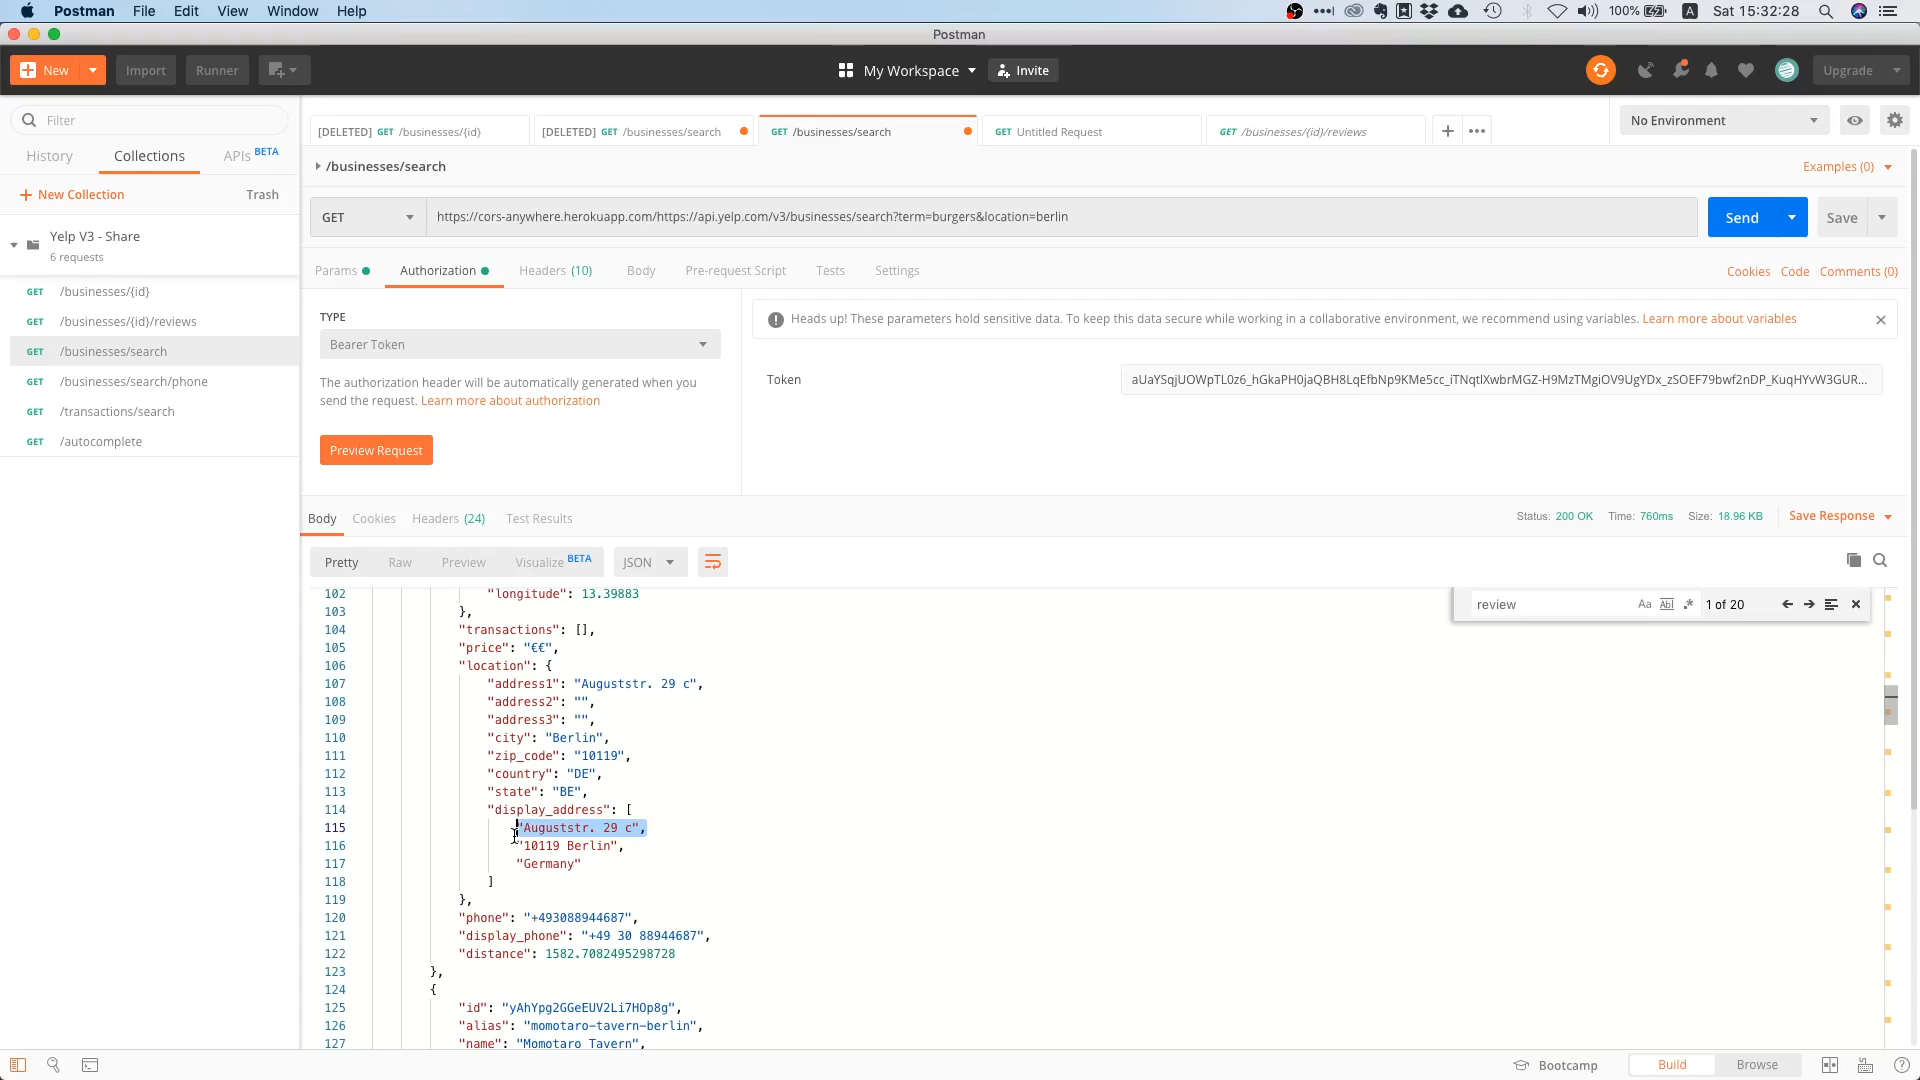 Postman File Edit View Window Help
100% A Sat 15:32:28
Postman
New Import Runner My Workspace Invite Upgrade
Filter
History Collections APIs BETA
New Collection Trash
Yelp V3 - Share
6 requests
GET /businesses/{id}
GET /businesses/{id}/reviews
GET /businesses/search
GET /businesses/search/phone
GET /transactions/search
GET /autocomplete
[DELETED] GET /businesses/{id} [DELETED] GET /businesses/search GET /businesses/search GET Untitled Request GET /businesses/{id}/reviews
No Environment
/businesses/search Examples (0)
GET https://cors-anywhere.herokuapp.com/https://api.yelp.com/v3/businesses/search?term=burgers&location=berlin Send Save
Params Authorization Headers (10) Body Pre-request Script Tests Settings Cookies Code Comments (0)
TYPE
Bearer Token
The authorization header will be automatically generated when you
send the request. Learn more about authorization
Preview Request
Heads up! These parameters hold sensitive data. To keep this data secure while working in a collaborative environment, we recommend using variables. Learn more about variables
Token
Body Cookies Headers (24) Test Results Status: 200 OK Time: 760ms Size: 18.96 KB Save Response
Pretty Raw Preview Visualize BETA JSON
review Aa Abl .* 1 of 20
102 "longitude": 13.39883
103 },
104 "transactions": [],
105 "price": "€€",
106 "location": {
107 "address1": "Auguststr. 29 c",
108 "address2": "",
109 "address3": "",
110 "city": "Berlin",
111 "zip_code": "10119",
112 "country": "DE",
113 "state": "BE",
114 "display_address": [
115 "Auguststr. 29 c",
116 "10119 Berlin",
117 "Germany"
118 ]
119 },
120 "phone": "+493088944687",
121 "display_phone": "+49 30 88944687",
122 "distance": 1582.7082495298728
123 },
124 {
125 "id": "yAhYpg2GGeEUV2Li7HOp8g",
126 "alias": "momotaro-tavern-berlin",
127 "name": "Momotaro Tavern",
Bootcamp Build Browse